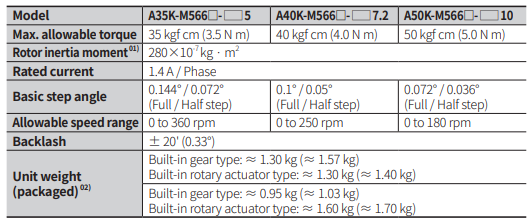 Model A35K-M566□-□5 A40K-M566□-□7.2 A50K-M566□-□10
Max. allowable torque 35 kgf cm (3.5 N m) 40 kgf cm (4.0 N m) 50 kgf cm (5.0 N m)
Rotor inertia moment 01) 280×10⁻⁷ kg · m²
Rated current 1.4 A / Phase
Basic step angle 0.144° / 0.072° (Full / Half step) 0.1° / 0.05° (Full / Half step) 0.072° / 0.036° (Full / Half step)
Allowable speed range 0 to 360 rpm 0 to 250 rpm 0 to 180 rpm
Backlash ± 20' (0.33°)
Unit weight (packaged) 02)
Built-in gear type: ≈ 1.30 kg (≈ 1.57 kg)
Built-in rotary actuator type: ≈ 1.30 kg (≈ 1.40 kg)
Built-in gear type: ≈ 0.95 kg (≈ 1.03 kg)
Built-in rotary actuator type: ≈ 1.60 kg (≈ 1.70 kg)